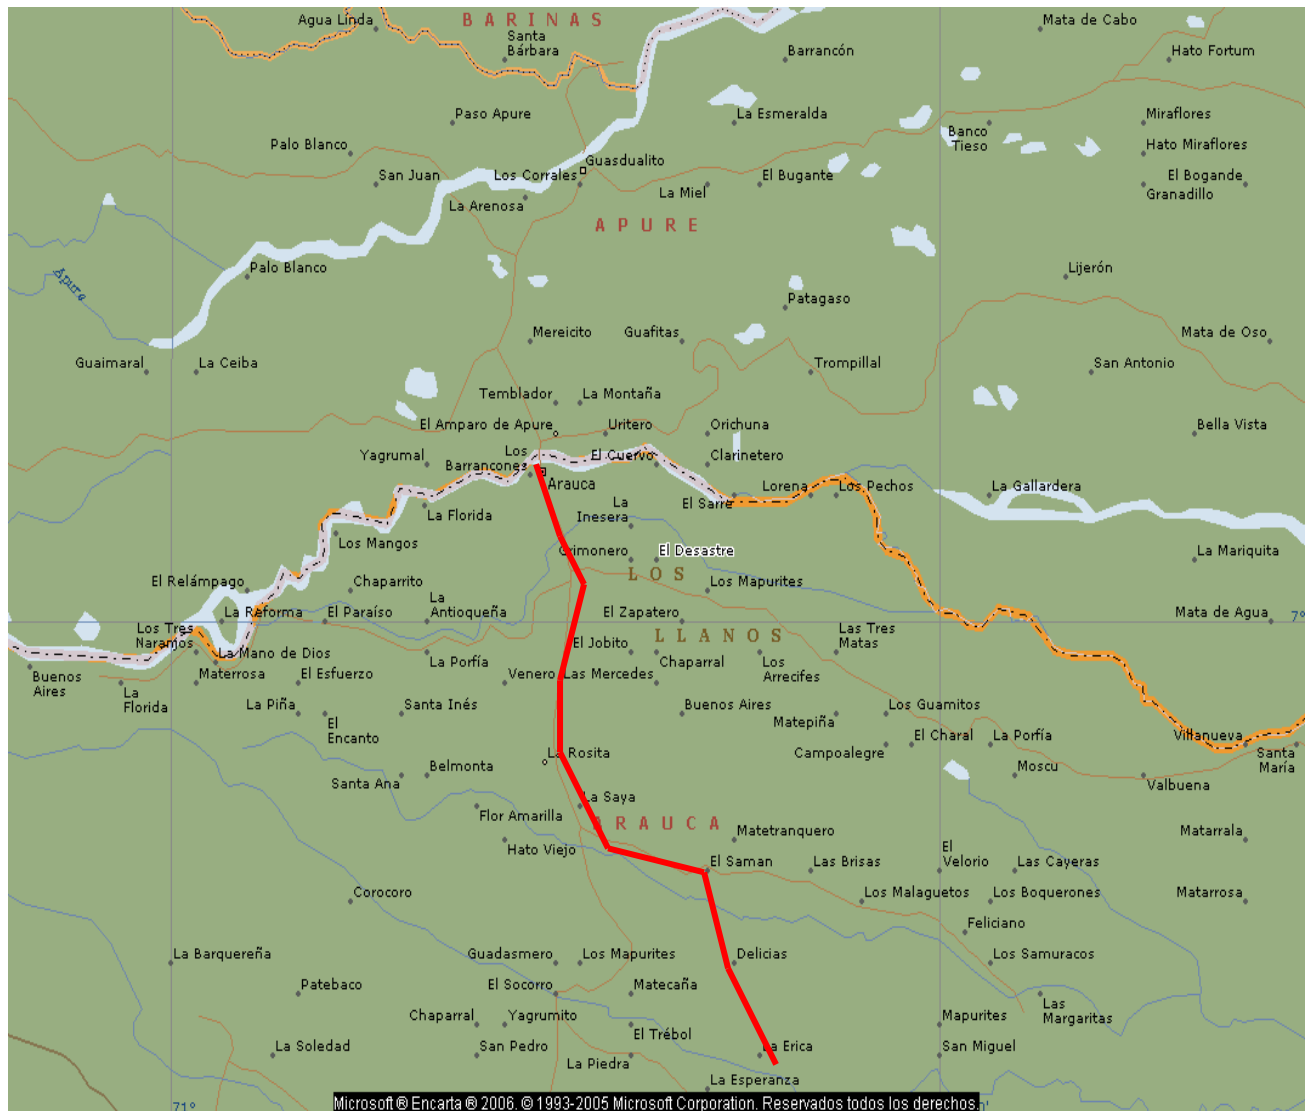 BARINAS
Agua Linda
Santa
Bárbara
Mata de Cabo
Barrancón
Hato Fortum
Paso Apure
La Esmeralda
Banco
Tieso
Miraflores
Palo Blanco
Guasdualito
Hato Miraflores
San Juan
Los Corrales
La Miel
El Bugante
El Bogande
Granadillo
La Arenosa
APURE
Apure
Palo Blanco
Lijerón
Patagaso
Mereicito
Guafitas
Mata de Oso
Guaimaral
La Ceiba
Trompillal
San Antonio
Temblador
La Montaña
El Amparo de Apure
Uritero
Orichuna
Bella Vista
Yagrumal
Los
Barrancones
El Cuervo
Clarinetero
Arauca
Lorena
Los Pechos
La Gallardera
La Florida
La
Inesera
El Sarre
Los Mangos
Grimonero
El Desastre
La Mariquita
El Relámpago
Chaparrito
LOS
Los Mapurites
La Reforma
El Paraíso
La
Antioqueña
El Zapatero
Mata de Agua
7°
Los Tres
Naranjos
El Jobito
LLANOS
Las Tres
Matas
La Mano de Dios
La Porfía
Chaparral
Los
Arrecifes
Buenos
Aires
Materrosa
El Esfuerzo
Venero
Las Mercedes
La
Florida
La Piña
El
Encanto
Santa Inés
Buenos Aires
Matepiña
Los Guamitos
El Charal
La Porfía
Villanueva
Santa
María
Campoalegre
La Rosita
Belmonta
Santa Ana
Moscu
Valbuena
La Saya
Flor Amarilla
ARAUCA
Matetranquero
Matarrala
Hato Viejo
El Saman
Las Brisas
El
Velorio
Las Cayeras
Corocoro
Los Malaguetos
Los Boquerones
Matarrosa
Feliciano
La Barquereña
Guadasmero
Los Mapurites
Delicias
Los Samuracos
Patebaco
El Socorro
Matecaña
Las
Margaritas
Chaparral
Yagrumito
El Trébol
Mapurites
La Soledad
San Pedro
La Piedra
La Erica
San Miguel
La Esperanza
71°
Microsoft ® Encarta ® 2006. © 1993-2005 Microsoft Corporation. Reservados todos los derechos.